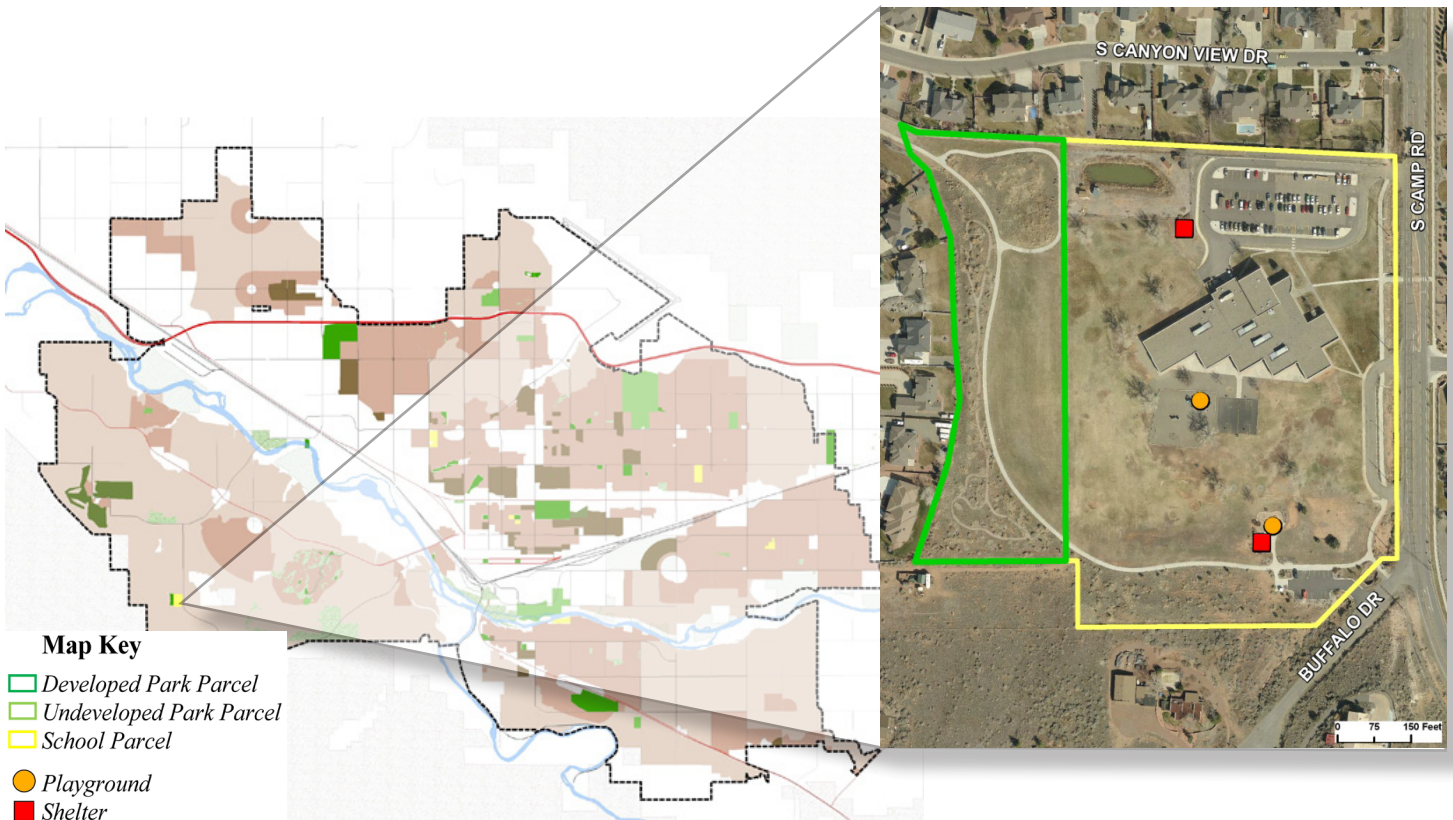 S CANYON VIEW DR
S CAMP RD
BUFFALO DR
0 75 150 Feet
Map Key
Developed Park Parcel
Undeveloped Park Parcel
School Parcel
Playground
Shelter